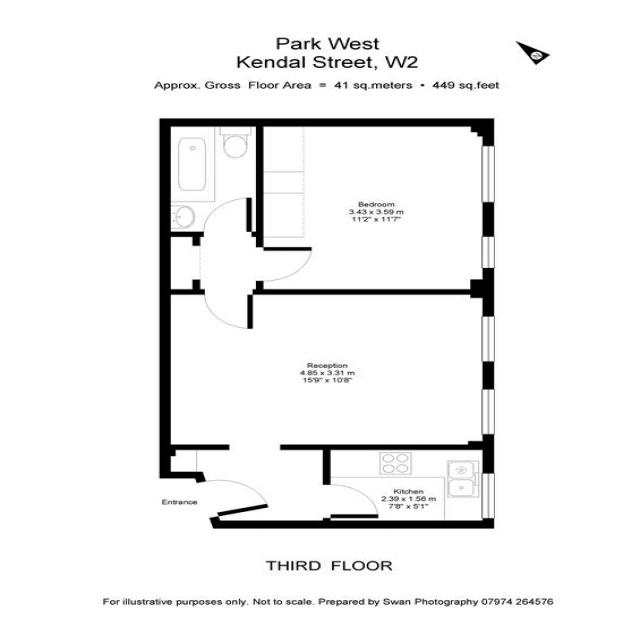 Park West
Kendal Street, W2
Approx. Gross Floor Area = 41 sq.meters • 449 sq.feet
Bedroom
3.43 x 3.59 m
11'2" x 11'7"
Reception
4.85 x 3.31 m
15'9" x 10'8"
Kitchen
2.39 x 1.56 m
7'8" x 5'1"
Entrance
THIRD FLOOR
For illustrative purposes only. Not to scale. Prepared by Swan Photography 07974 264576